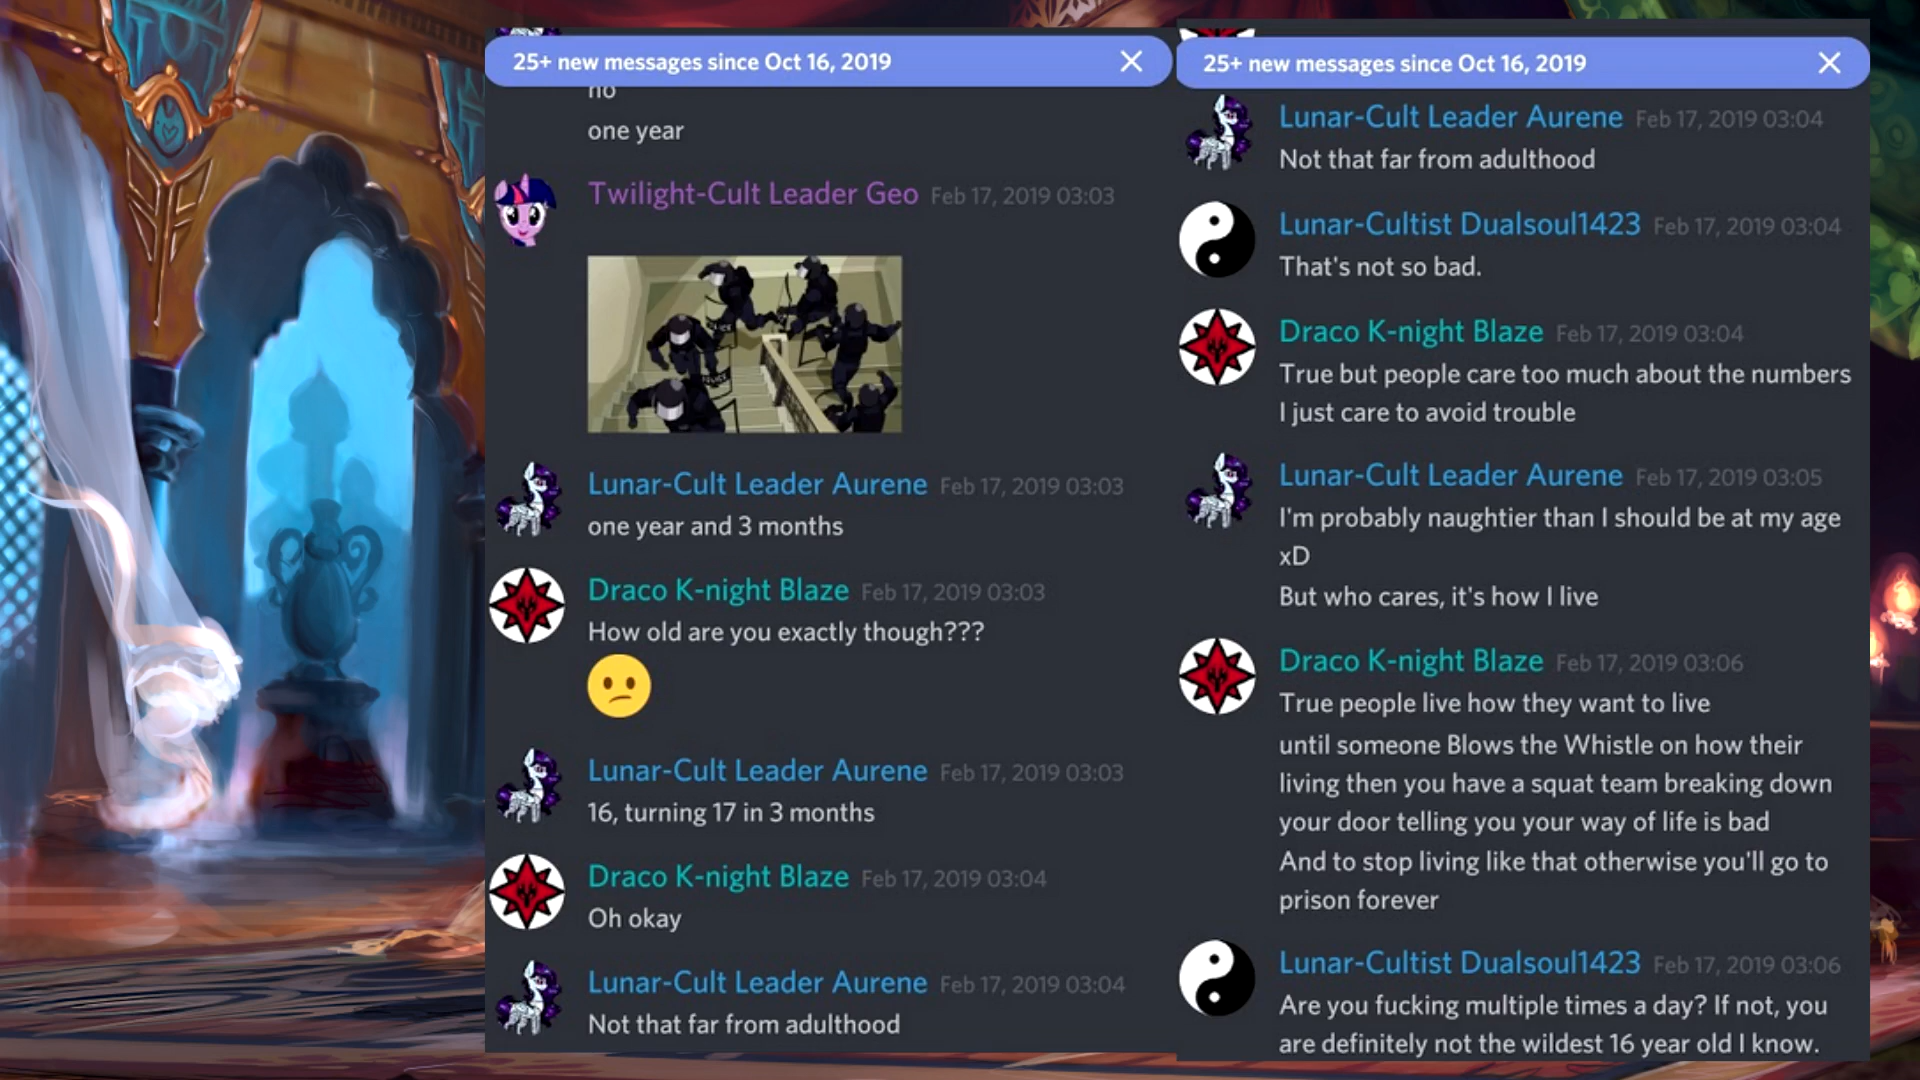 25+ new messages since Oct 16, 2019
no
one year
Twilight-Cult Leader Geo Feb 17, 2019 03:03
POLICE
POLICE
Lunar-Cult Leader Aurene Feb 17, 2019 03:03
one year and 3 months
Draco K-night Blaze Feb 17, 2019 03:03
How old are you exactly though???
Lunar-Cult Leader Aurene Feb 17, 2019 03:03
16, turning 17 in 3 months
Draco K-night Blaze Feb 17, 2019 03:04
Oh okay
Lunar-Cult Leader Aurene Feb 17, 2019 03:04
Not that far from adulthood
25+ new messages since Oct 16, 2019
Lunar-Cult Leader Aurene Feb 17, 2019 03:04
Not that far from adulthood
Lunar-Cultist Dualsoul1423 Feb 17, 2019 03:04
That's not so bad.
Draco K-night Blaze Feb 17, 2019 03:04
True but people care too much about the numbers
I just care to avoid trouble
Lunar-Cult Leader Aurene Feb 17, 2019 03:05
I'm probably naughtier than I should be at my age
xD
But who cares, it's how I live
Draco K-night Blaze Feb 17, 2019 03:06
True people live how they want to live
until someone Blows the Whistle on how their
living then you have a squat team breaking down
your door telling you your way of life is bad
And to stop living like that otherwise you'll go to
prison forever
Lunar-Cultist Dualsoul1423 Feb 17, 2019 03:06
Are you fucking multiple times a day? If not, you
are definitely not the wildest 16 year old I know.